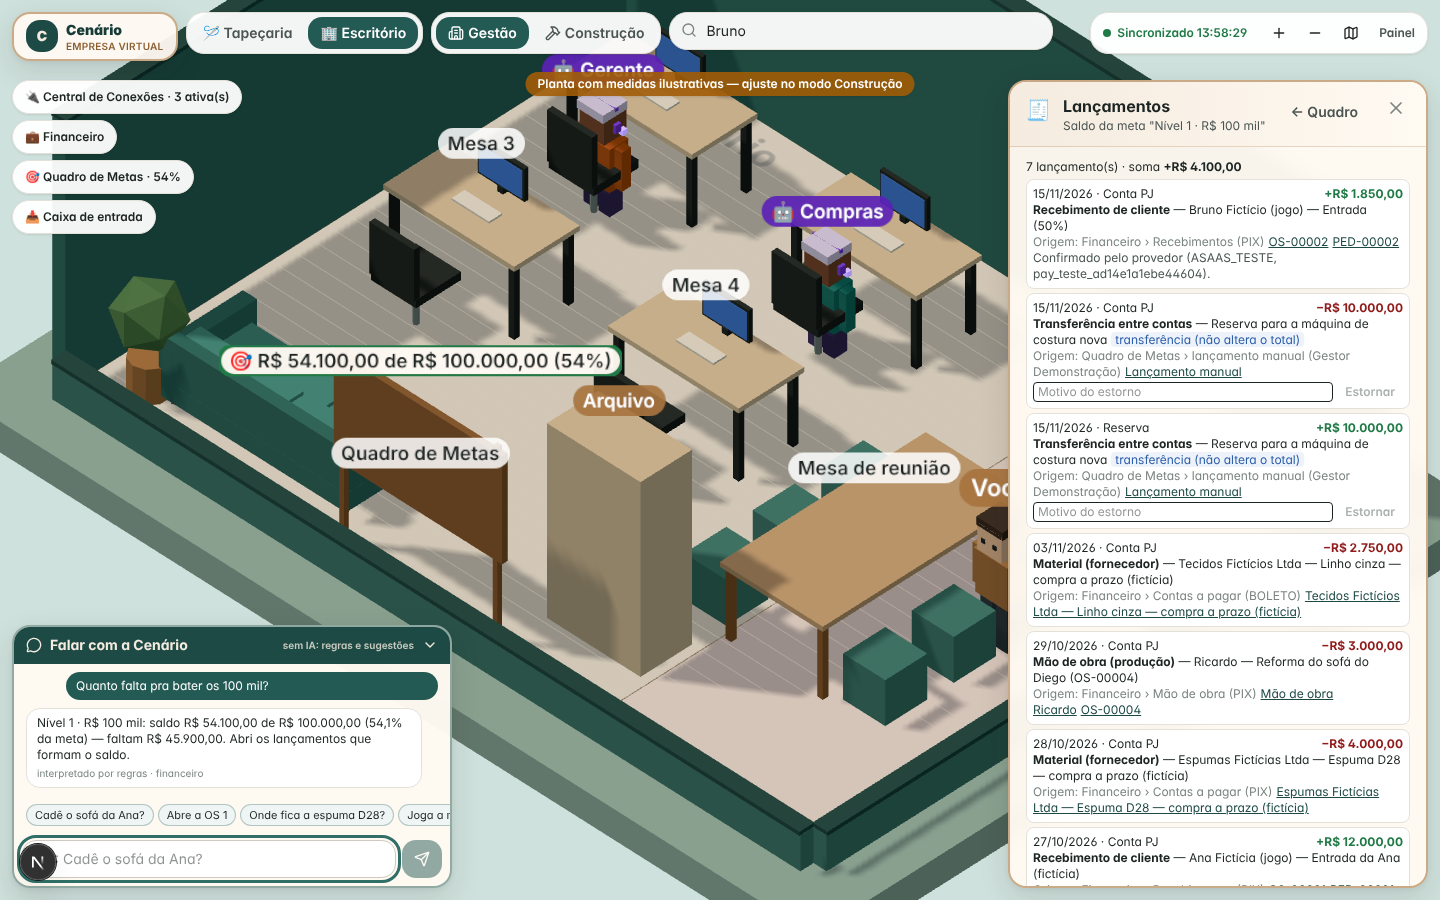 C
Cenário
EMPRESA VIRTUAL
Tapeçaria
Escritório
Gestão
Construção
Bruno
Sincronizado 13:58:29
Painel
Central de Conexões · 3 ativa(s)
Financeiro
Quadro de Metas · 54%
Caixa de entrada
Gerente
Planta com medidas ilustrativas — ajuste no modo Construção
Mesa 3
Compras
Mesa 4
R$ 54.100,00 de R$ 100.000,00 (54%)
Arquivo
Quadro de Metas
Mesa de reunião
Voc
Lançamentos
Saldo da meta "Nível 1 · R$ 100 mil"
← Quadro
7 lançamento(s) · soma +R$ 4.100,00
15/11/2026 · Conta PJ +R$ 1.850,00
Recebimento de cliente — Bruno Fictício (jogo) — Entrada
(50%)
Origem: Financeiro › Recebimentos (PIX) OS-00002 PED-00002
Confirmado pelo provedor (ASAAS_TESTE,
pay_teste_ad14e1a1ebe44604).
15/11/2026 · Conta PJ −R$ 10.000,00
Transferência entre contas — Reserva para a máquina de
costura nova transferência (não altera o total)
Origem: Quadro de Metas › lançamento manual (Gestor
Demonstração) Lançamento manual
Motivo do estorno Estornar
15/11/2026 · Reserva +R$ 10.000,00
Transferência entre contas — Reserva para a máquina de
costura nova transferência (não altera o total)
Origem: Quadro de Metas › lançamento manual (Gestor
Demonstração) Lançamento manual
Motivo do estorno Estornar
03/11/2026 · Conta PJ −R$ 2.750,00
Material (fornecedor) — Tecidos Fictícios Ltda — Linho cinza —
compra a prazo (fictícia)
Origem: Financeiro › Contas a pagar (BOLETO) Tecidos Fictícios
Ltda — Linho cinza — compra a prazo (fictícia)
29/10/2026 · Conta PJ −R$ 3.000,00
Mão de obra (produção) — Ricardo — Reforma do sofá do
Diego (OS-00004)
Origem: Financeiro › Mão de obra (PIX) Mão de obra
Ricardo OS-00004
28/10/2026 · Conta PJ −R$ 4.000,00
Material (fornecedor) — Espumas Fictícias Ltda — Espuma D28
— compra a prazo (fictícia)
Origem: Financeiro › Contas a pagar (PIX) Espumas Fictícias
Ltda — Espuma D28 — compra a prazo (fictícia)
27/10/2026 · Conta PJ +R$ 12.000,00
Recebimento de cliente — Ana Fictícia (jogo) — Entrada da Ana
(fictícia)
Falar com a Cenário
sem IA: regras e sugestões
Quanto falta pra bater os 100 mil?
Nível 1 · R$ 100 mil: saldo R$ 54.100,00 de R$ 100.000,00 (54,1%
da meta) — faltam R$ 45.900,00. Abri os lançamentos que
formam o saldo.
interpretado por regras · financeiro
Cadê o sofá da Ana?
Abre a OS 1
Onde fica a espuma D28?
Joga a
N
Cadê o sofá da Ana?